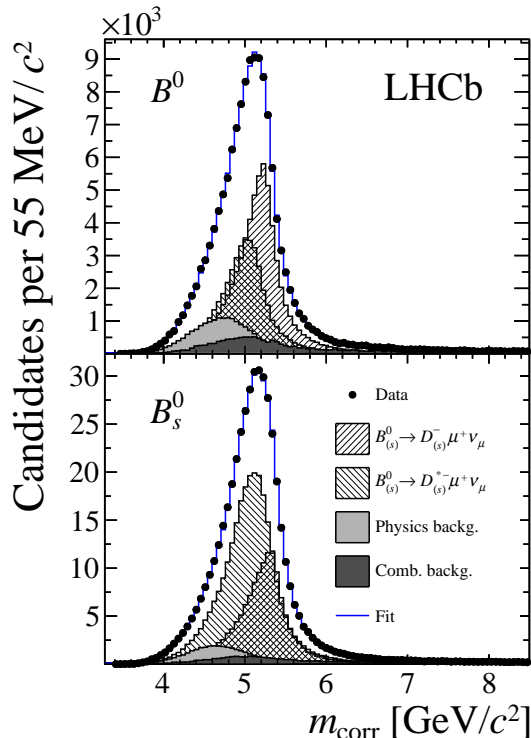 ×10³
Candidates per 55 MeV/c²
9
8
7
6
5
4
3
2
1
B⁰
LHCb
30
25
20
15
10
5
B⁰ₛ
Data
B⁰₍ₛ₎ → D⁻₍ₛ₎ μ⁺ ν_μ
B⁰₍ₛ₎ → D*⁻₍ₛ₎ μ⁺ ν_μ
Physics backg.
Comb. backg.
Fit
4 5 6 7 8
m_corr [GeV/c²]